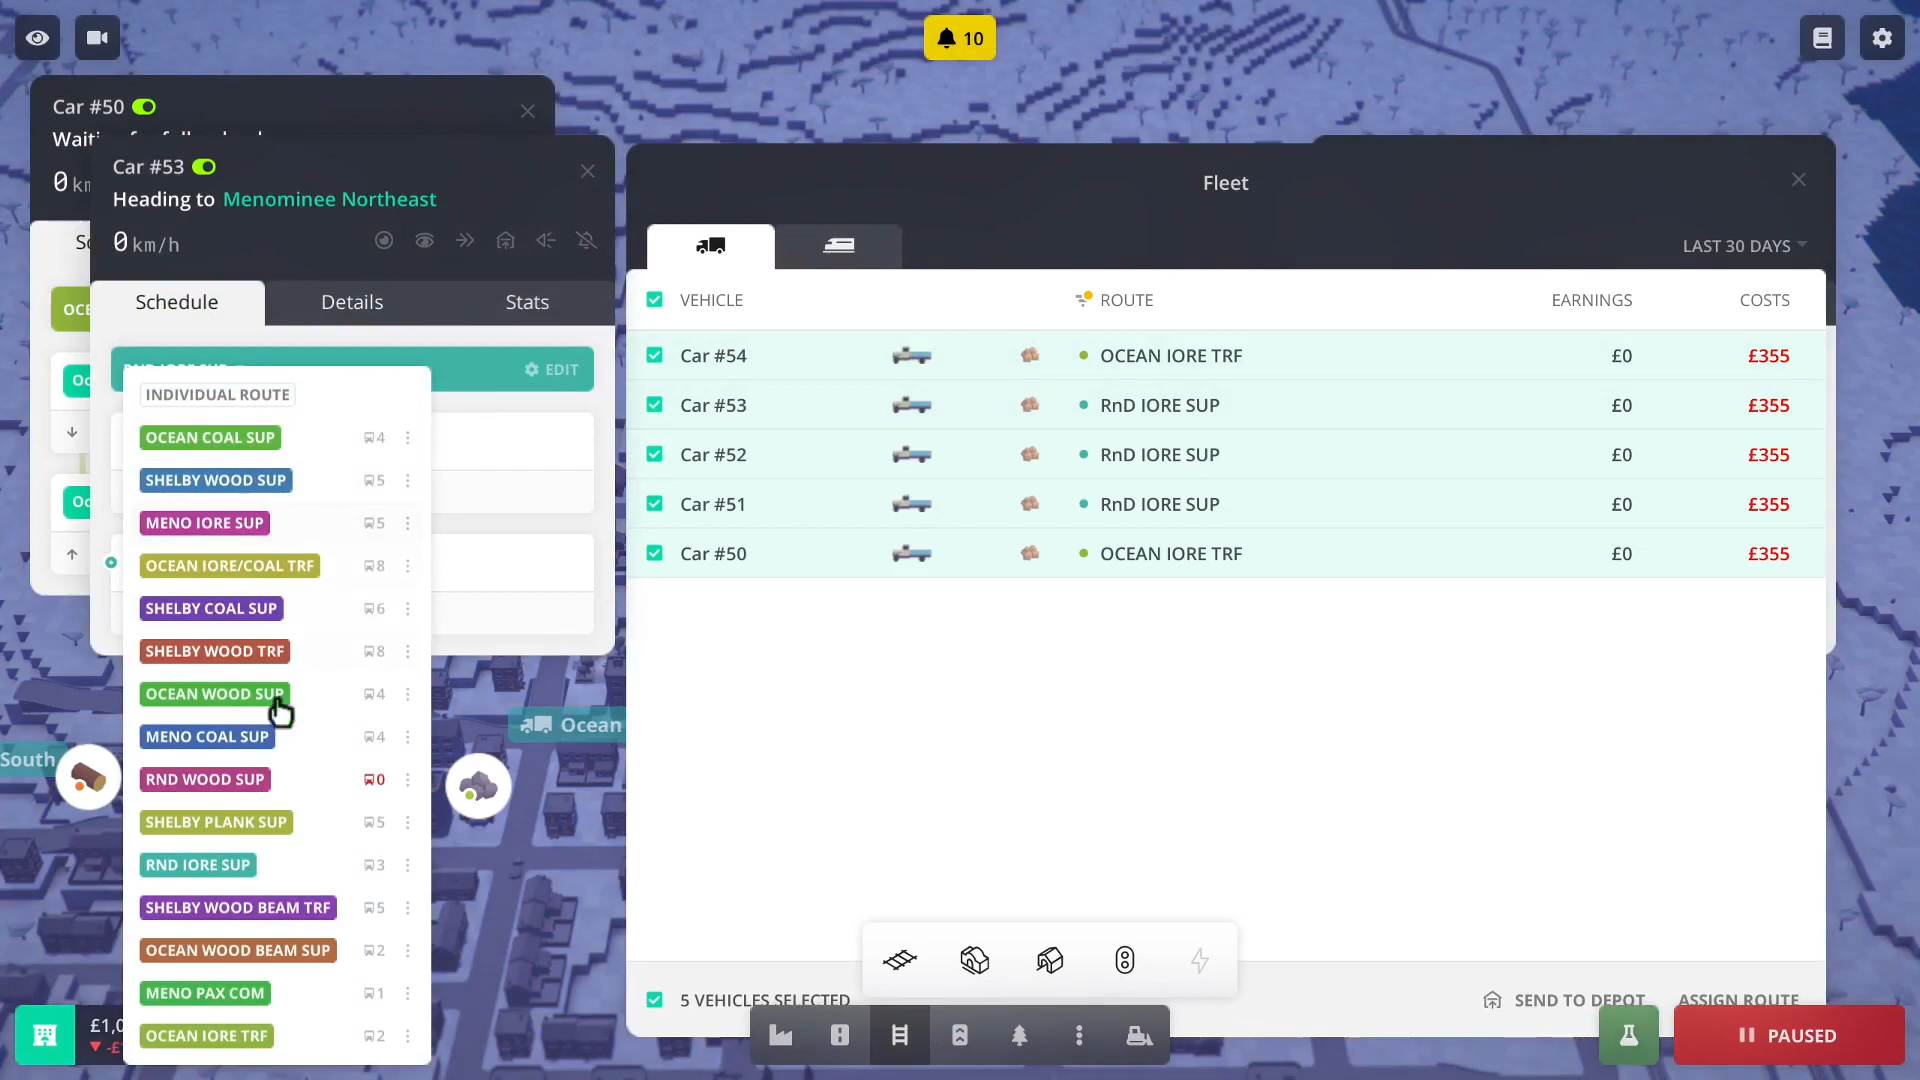 10
Car #50
Car #53
Heading to Menominee Northeast
0 km/h
Schedule
Details
Stats
EDIT
INDIVIDUAL ROUTE
OCEAN COAL SUP 4
SHELBY WOOD SUP 5
MENO IORE SUP 5
OCEAN IORE/COAL TRF 8
SHELBY COAL SUP 6
SHELBY WOOD TRF 8
OCEAN WOOD SUP 4
MENO COAL SUP 4
RND WOOD SUP 0
SHELBY PLANK SUP 5
RND IORE SUP 3
SHELBY WOOD BEAM TRF 5
OCEAN WOOD BEAM SUP 2
MENO PAX COM 1
OCEAN IORE TRF 2
South
Ocean
Fleet
LAST 30 DAYS
VEHICLE ROUTE EARNINGS COSTS
Car #54 OCEAN IORE TRF £0 £355
Car #53 RnD IORE SUP £0 £355
Car #52 RnD IORE SUP £0 £355
Car #51 RnD IORE SUP £0 £355
Car #50 OCEAN IORE TRF £0 £355
5 VEHICLES SELECTED
SEND TO DEPOT
ASSIGN ROUTE
PAUSED